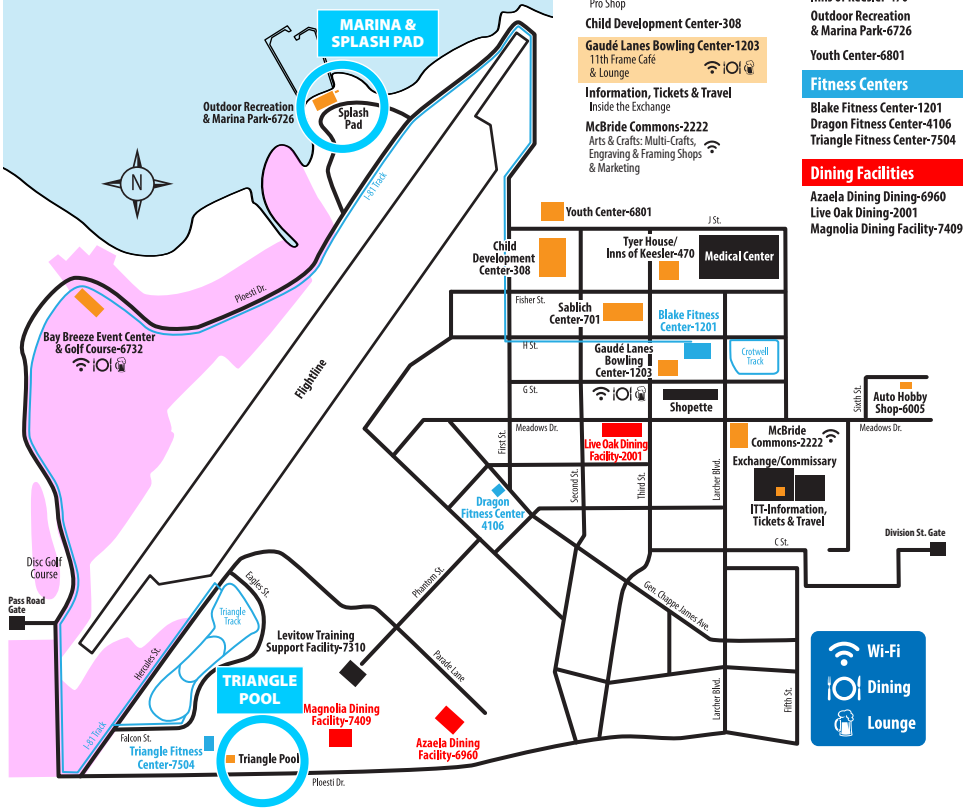 Pro Shop
Child Development Center-308
Gaudé Lanes Bowling Center-1203
11th Frame Café
& Lounge
Information, Tickets & Travel
Inside the Exchange
McBride Commons-2222
Arts & Crafts: Multi-Crafts,
Engraving & Framing Shops
& Marketing
Outdoor Recreation
& Marina Park-6726
Youth Center-6801
Fitness Centers
Blake Fitness Center-1201
Dragon Fitness Center-4106
Triangle Fitness Center-7504
Dining Facilities
Azaela Dining Dining-6960
Live Oak Dining-2001
Magnolia Dining Facility-7409
MARINA &
SPLASH PAD
Outdoor Recreation
& Marina Park-6726
Splash
Pad
N
I-81 Track
Ploesti Dr.
Bay Breeze Event Center
& Golf Course-6732
Flightline
Youth Center-6801
J St.
Child
Development
Center-308
Tyer House/
Inns of Keesler-470
Medical Center
Fisher St.
Sablich
Center-701
Blake Fitness
Center-1201
H St.
Gaudé Lanes
Bowling
Center-1203
Crotwell
Track
G St.
Shopette
Sixth St.
Auto Hobby
Shop-6005
Meadows Dr.
Meadows Dr.
First St.
Live Oak Dining
Facility-2001
McBride
Commons-2222
Second St.
Third St.
Larcher Blvd.
Exchange/Commissary
ITT-Information,
Tickets & Travel
Dragon
Fitness Center
4106
C St.
Division St. Gate
Disc Golf
Course
Pass Road
Gate
Eagles St.
Triangle
Track
Phantom St.
Gen. Chappe James Ave.
Levitow Training
Support Facility-7310
Hercules St.
Parade Lane
TRIANGLE
POOL
Magnolia Dining
Facility-7409
Azaela Dining
Facility-6960
Larcher Blvd.
Fifth St.
I-81 Track
Falcon St.
Triangle Fitness
Center-7504
Triangle Pool
Ploesti Dr.
Wi-Fi
Dining
Lounge